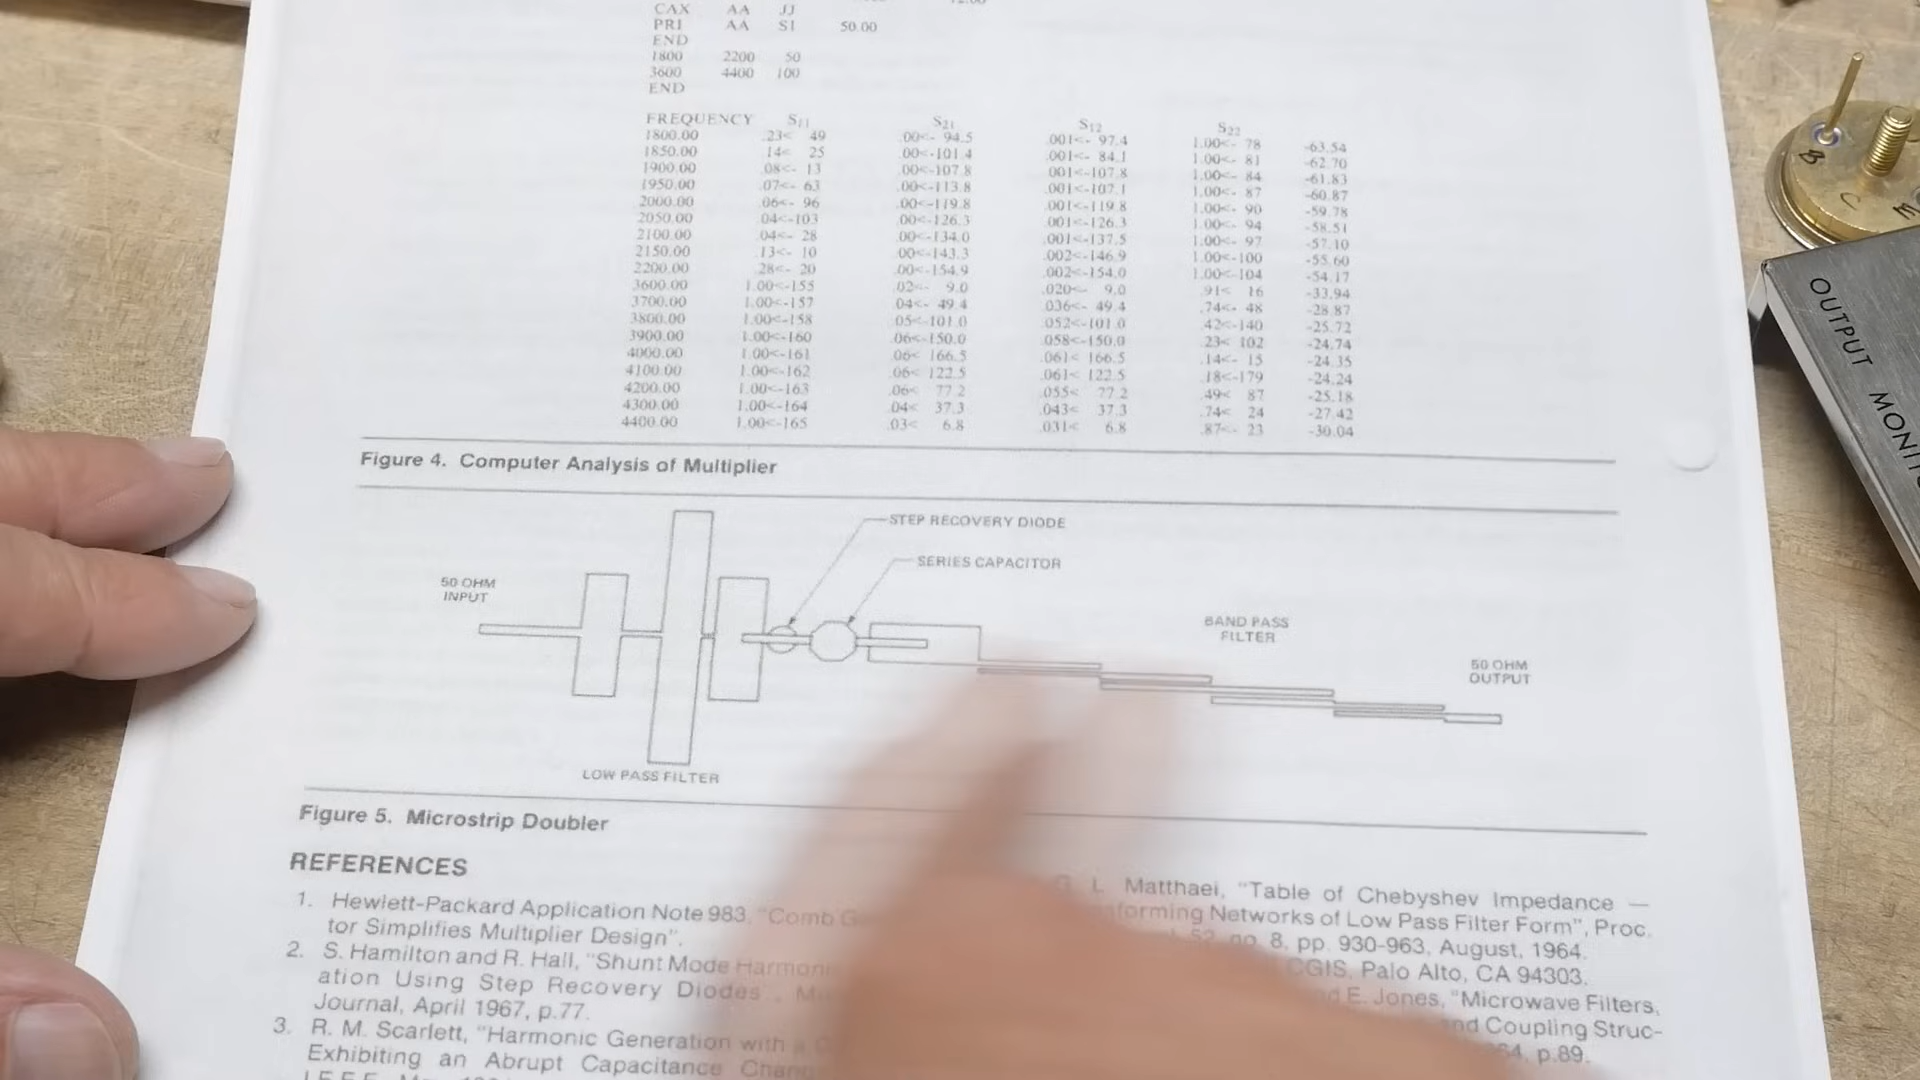 CAX AA JJ
PRI AA S1 50.00
END
1800 2200 50
3600 4400 100
END
FREQUENCY S11 S21 S12 S22
1800.00 .23< 49 .00<- 94.5 .001<- 97.4 1.00<- 78 -63.54
1850.00 .14< 25 .00<-101.4 .001<- 84.1 1.00<- 81 -62.70
1900.00 .08<- 13 .00<-107.8 .001<-107.8 1.00<- 84 -61.83
1950.00 .07<- 63 .00<-113.8 .001<-107.1 1.00<- 87 -60.87
2000.00 .06<- 96 .00<-119.8 .001<-119.8 1.00<- 90 -59.78
2050.00 .04<-103 .00<-126.3 .001<-126.3 1.00<- 94 -58.51
2100.00 .04<- 28 .00<-134.0 .001<-137.5 1.00<- 97 -57.10
2150.00 .13<- 10 .00<-143.3 .002<-146.9 1.00<-100 -55.60
2200.00 .28<- 20 .00<-154.9 .002<-154.0 1.00<-104 -54.17
3600.00 1.00<-155 .02<- 9.0 .020<- 9.0 .91< 16 -33.94
3700.00 1.00<-157 .04<- 49.4 .036<- 49.4 .74<- 48 -28.87
3800.00 1.00<-158 .05<-101.0 .052<-101.0 .42<-140 -25.72
3900.00 1.00<-160 .06<-150.0 .058<-150.0 .23< 102 -24.74
4000.00 1.00<-161 .06< 166.5 .061< 166.5 .14<- 15 -24.35
4100.00 1.00<-162 .06< 122.5 .061< 122.5 .18<-179 -24.24
4200.00 1.00<-163 .06< 77.2 .055< 77.2 .49< 87 -25.18
4300.00 1.00<-164 .04< 37.3 .043< 37.3 .74< 24 -27.42
4400.00 1.00<-165 .03< 6.8 .031< 6.8 .87<- 23 -30.04
Figure 4. Computer Analysis of Multiplier
STEP RECOVERY DIODE
SERIES CAPACITOR
50 OHM
INPUT
BAND PASS
FILTER
50 OHM
OUTPUT
LOW PASS FILTER
Figure 5. Microstrip Doubler
REFERENCES
1. Hewlett-Packard Application Note 983, "Comb
tor Simplifies Multiplier Design".
2. S. Hamilton and R. Hall, "Shunt Mode
ation Using Step Recovery Diodes
Journal, April 1967, p.77.
3. R. M. Scarlett, "Harmonic Generation with
Exhibiting an Abrupt Capacitance
L. Matthaei, "Table of Chebyshev Impedance —
Networks of Low Pass Filter Form", Proc.
no. 8, pp. 930-963, August, 1964.
Palo Alto, CA 94303.
E. Jones, "Microwave Filters,
and Coupling Struc-
p.89.
B
C
E
OUTPUT